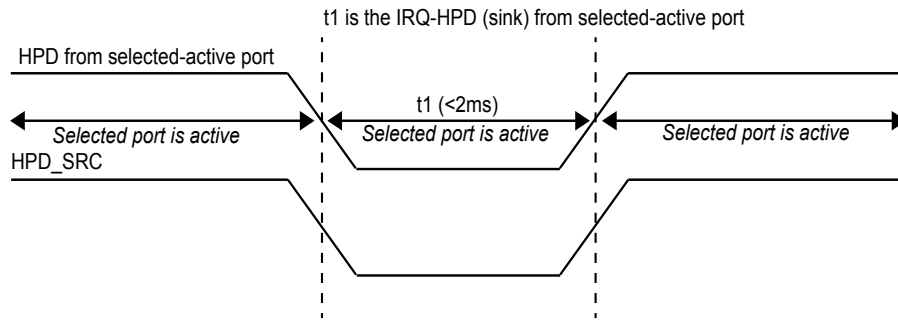 t1 is the IRQ-HPD (sink) from selected-active port
HPD from selected-active port
t1 (<2ms)
Selected port is active
Selected port is active
Selected port is active
HPD_SRC